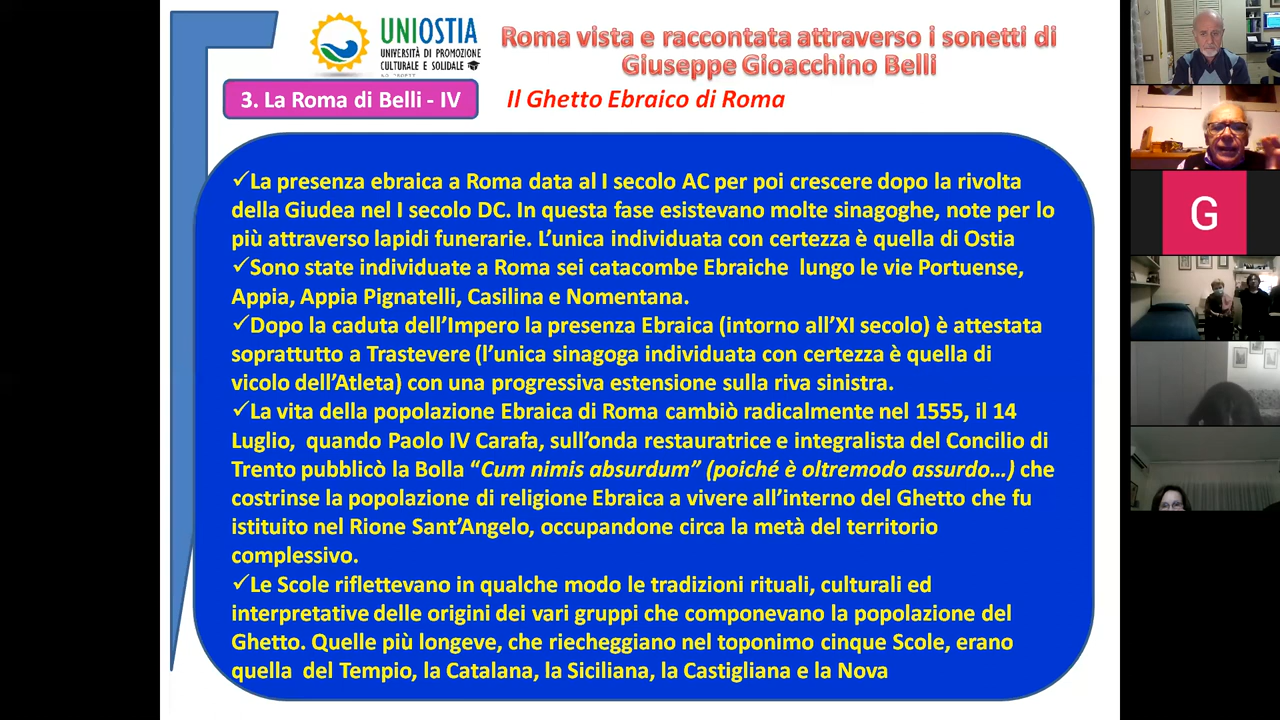 UNIOSTIA
UNIVERSITÀ DI PROMOZIONE
CULTURALE E SOLIDALE
Roma vista e raccontata attraverso i sonetti di
Giuseppe Gioacchino Belli
3. La Roma di Belli - IV
Il Ghetto Ebraico di Roma
✓La presenza ebraica a Roma data al I secolo AC per poi crescere dopo la rivolta
della Giudea nel I secolo DC. In questa fase esistevano molte sinagoghe, note per lo
più attraverso lapidi funerarie. L’unica individuata con certezza è quella di Ostia
✓Sono state individuate a Roma sei catacombe Ebraiche lungo le vie Portuense,
Appia, Appia Pignatelli, Casilina e Nomentana.
✓Dopo la caduta dell’Impero la presenza Ebraica (intorno all’XI secolo) è attestata
soprattutto a Trastevere (l’unica sinagoga individuata con certezza è quella di
vicolo dell’Atleta) con una progressiva estensione sulla riva sinistra.
✓La vita della popolazione Ebraica di Roma cambiò radicalmente nel 1555, il 14
Luglio, quando Paolo IV Carafa, sull’onda restauratrice e integralista del Concilio di
Trento pubblicò la Bolla “Cum nimis absurdum” (poiché è oltremodo assurdo…) che
costrinse la popolazione di religione Ebraica a vivere all’interno del Ghetto che fu
istituito nel Rione Sant’Angelo, occupandone circa la metà del territorio
complessivo.
✓Le Scole riflettevano in qualche modo le tradizioni rituali, culturali ed
interpretative delle origini dei vari gruppi che componevano la popolazione del
Ghetto. Quelle più longeve, che riecheggiano nel toponimo cinque Scole, erano
quella del Tempio, la Catalana, la Siciliana, la Castigliana e la Nova
G